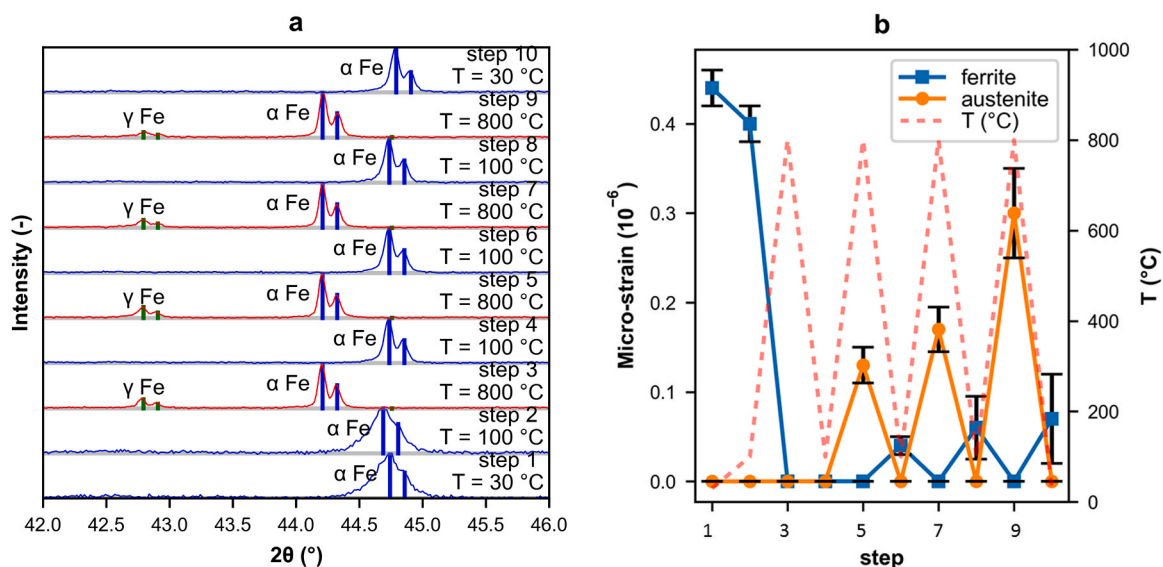 a
step 10
α Fe
T = 30 °C
step 9
γ Fe
α Fe
T = 800 °C
step 8
α Fe
T = 100 °C
step 7
γ Fe
α Fe
T = 800 °C
step 6
α Fe
T = 100 °C
step 5
γ Fe
α Fe
T = 800 °C
step 4
α Fe
T = 100 °C
step 3
γ Fe
α Fe
T = 800 °C
step 2
α Fe
T = 100 °C
step 1
α Fe
T = 30 °C
Intensity (-)
42.0 42.5 43.0 43.5 44.0 44.5 45.0 45.5 46.0
2θ (°)
b
ferrite
austenite
T (°C)
Micro-strain (10⁻⁶)
0.4
0.3
0.2
0.1
0.0
1000
800
600
400
200
0
T (°C)
1 3 5 7 9
step